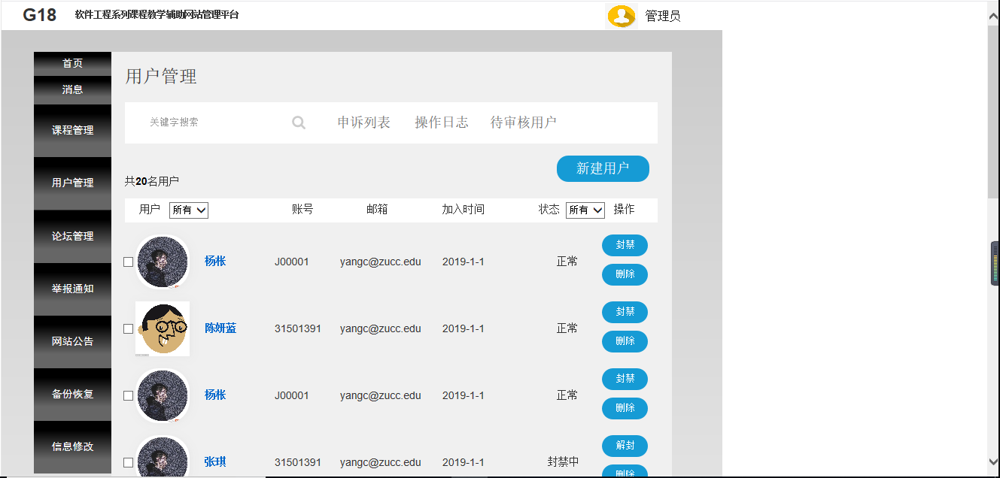 G18 软件工程系列课程教学辅助网站管理平台 管理员
首页
消息
课程管理
用户管理
论坛管理
举报通知
网站公告
备份恢复
信息修改
用户管理
关键字搜索 申诉列表 操作日志 待审核用户
新建用户
共20名用户
用户 所有 账号 邮箱 加入时间 状态 所有 操作
杨枨 J00001 yangc@zucc.edu 2019-1-1 正常 封禁
删除
陈妍蓝 31501391 yangc@zucc.edu 2019-1-1 正常 封禁
删除
杨枨 J00001 yangc@zucc.edu 2019-1-1 正常 封禁
删除
张琪 31501391 yangc@zucc.edu 2019-1-1 封禁中 解封
删除